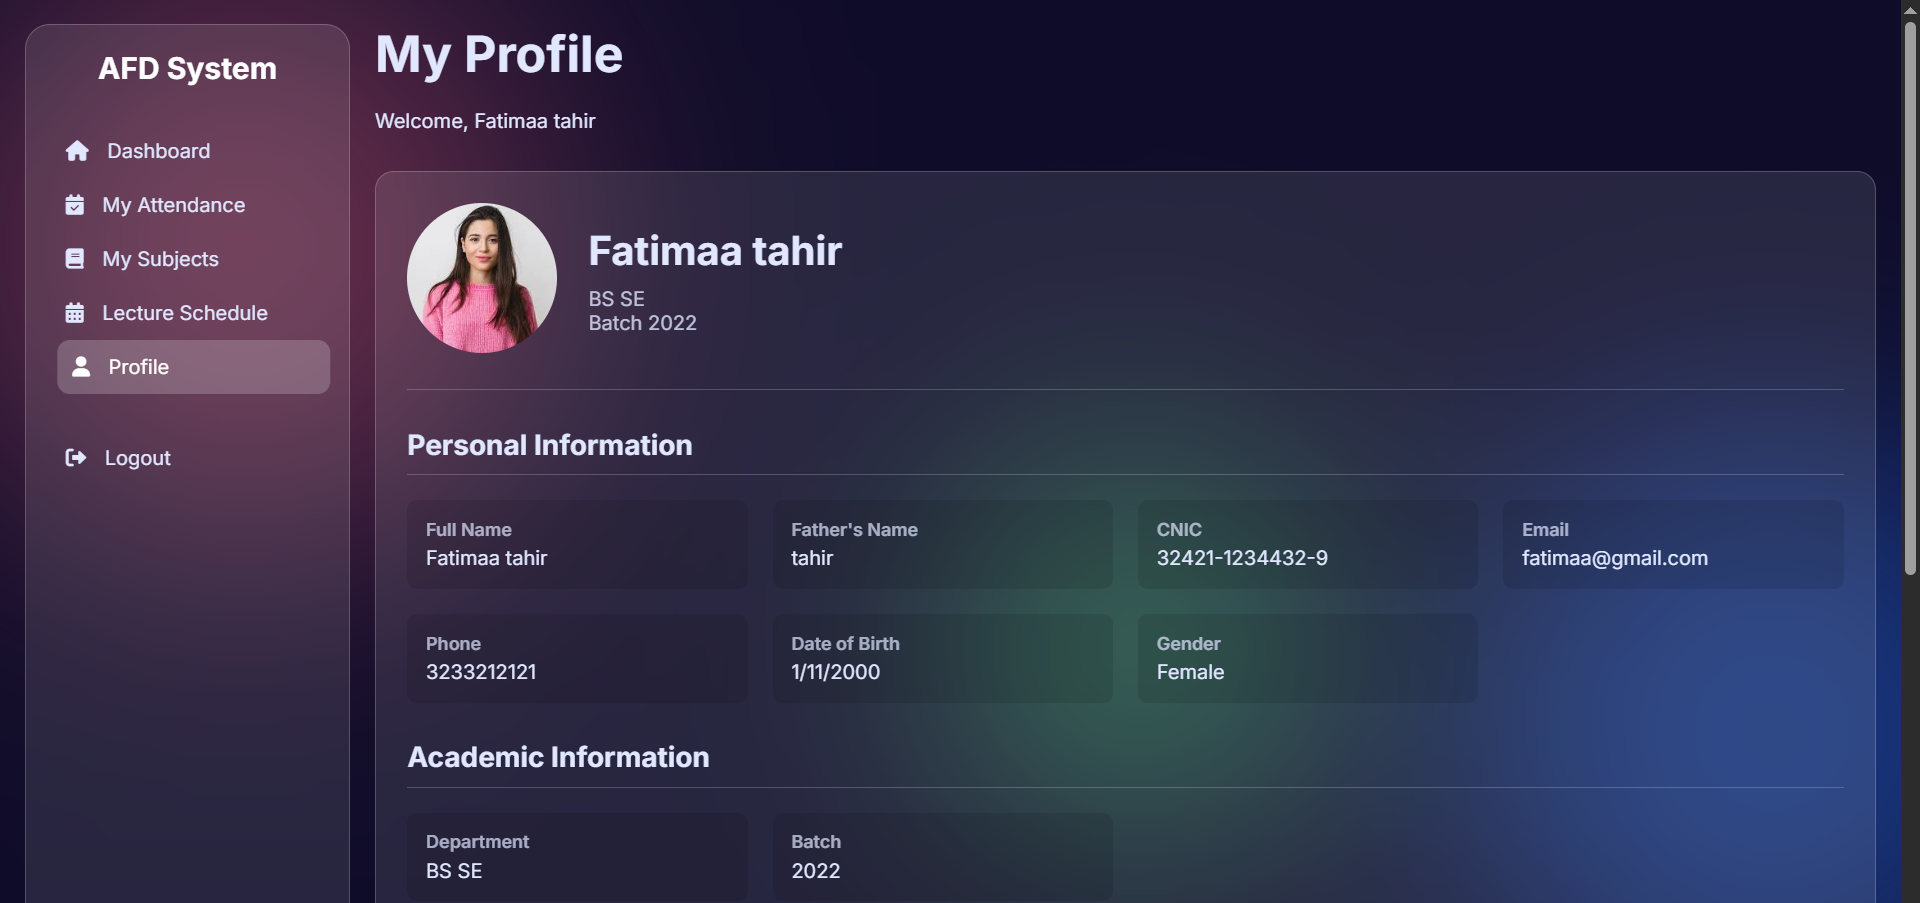 AFD System
Dashboard
My Attendance
My Subjects
Lecture Schedule
Profile
Logout
My Profile
Welcome, Fatimaa tahir
Fatimaa tahir
BS SE
Batch 2022
Personal Information
Full Name
Fatimaa tahir
Father's Name
tahir
CNIC
32421-1234432-9
Email
fatimaa@gmail.com
Phone
3233212121
Date of Birth
1/11/2000
Gender
Female
Academic Information
Department
BS SE
Batch
2022